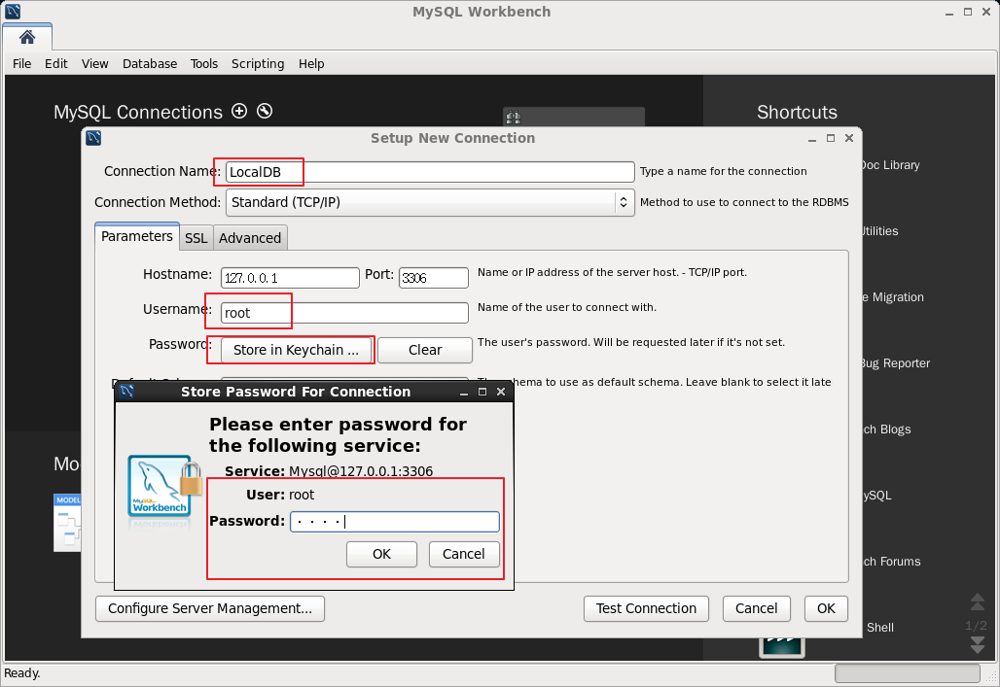 MySQL Workbench
File Edit View Database Tools Scripting Help
MySQL Connections
Shortcuts
Setup New Connection
Connection Name: LocalDB Type a name for the connection
Connection Method: Standard (TCP/IP) Method to use to connect to the RDBMS
Parameters SSL Advanced
Hostname: 127.0.0.1 Port: 3306 Name or IP address of the server host. - TCP/IP port.
Username: root Name of the user to connect with.
Password: Store in Keychain ... Clear The user's password. Will be requested later if it's not set.
to use as default schema. Leave blank to select it late
Store Password For Connection
Please enter password for
the following service:
Service: Mysql@127.0.0.1:3306
User: root
Password: ····
OK Cancel
MySQL
Workbench
Configure Server Management... Test Connection Cancel OK
Doc Library
Utilities
e Migration
Bug Reporter
ch Blogs
ySQL
ch Forums
Shell
Mo
MODEL
1/2
Ready.